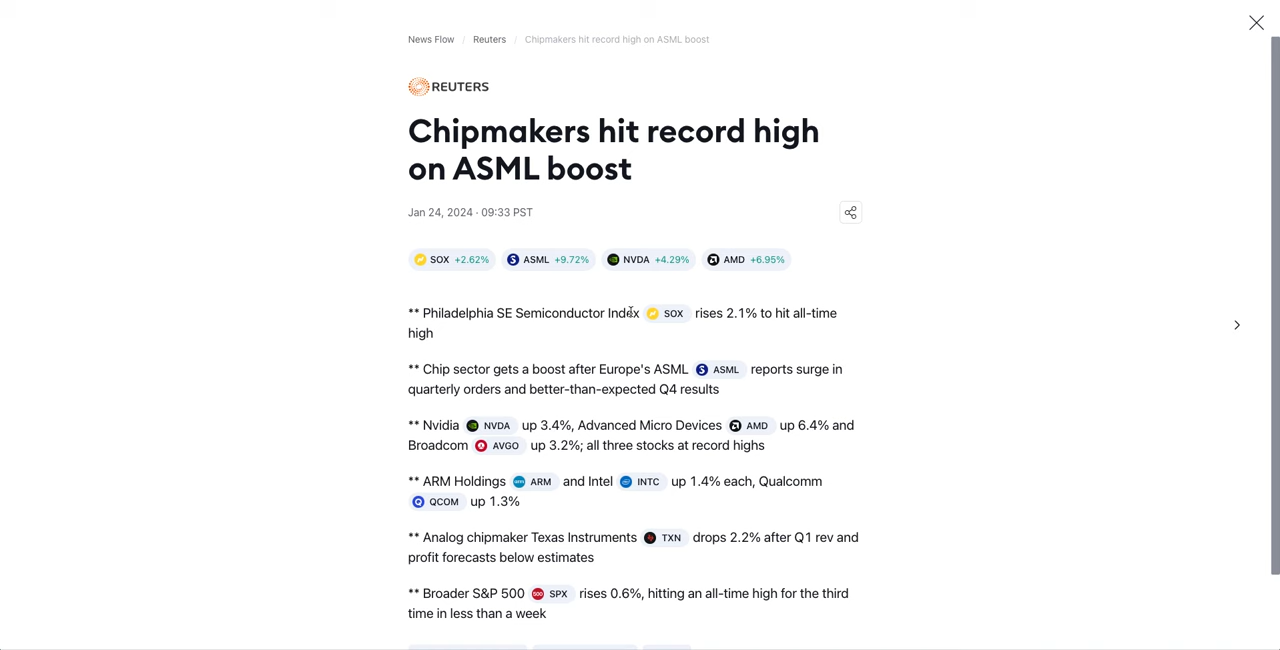 News Flow / Reuters / Chipmakers hit record high on ASML boost
REUTERS
Chipmakers hit record high
on ASML boost
Jan 24, 2024 · 09:33 PST
SOX +2.62% ASML +9.72% NVDA +4.29% AMD +6.95%
** Philadelphia SE Semiconductor Index SOX rises 2.1% to hit all-time
high
** Chip sector gets a boost after Europe's ASML ASML reports surge in
quarterly orders and better-than-expected Q4 results
** Nvidia NVDA up 3.4%, Advanced Micro Devices AMD up 6.4% and
Broadcom AVGO up 3.2%; all three stocks at record highs
** ARM Holdings ARM and Intel INTC up 1.4% each, Qualcomm
QCOM up 1.3%
** Analog chipmaker Texas Instruments TXN drops 2.2% after Q1 rev and
profit forecasts below estimates
** Broader S&P 500 500 SPX rises 0.6%, hitting an all-time high for the third
time in less than a week